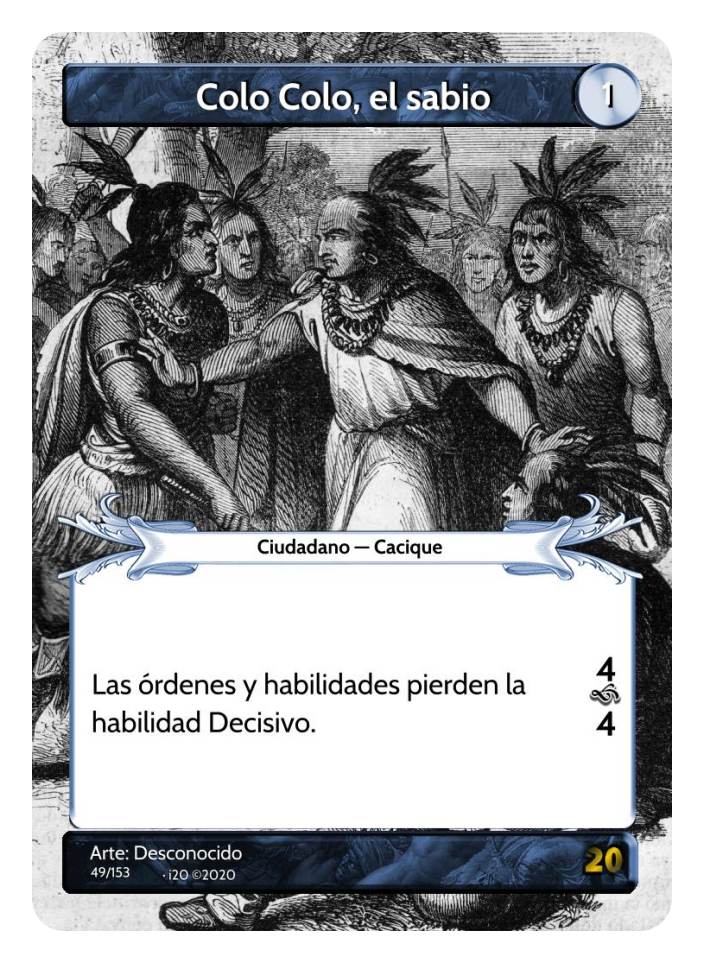 Colo Colo, el sabio
1
Ciudadano — Cacique
Las órdenes y habilidades pierden la
habilidad Decisivo.
4
4
Arte: Desconocido
49/153 · i20 ©2020
20